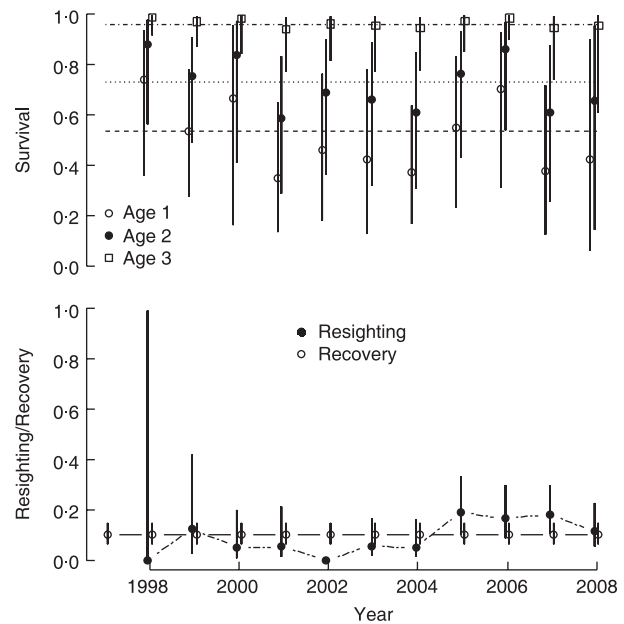 1·0
0·8
0·6
0·4
0·2
0·0
Survival
Age 1
Age 2
Age 3
1·0
0·8
0·6
0·4
0·2
0·0
Resighting/Recovery
Resighting
Recovery
1998 2000 2002 2004 2006 2008
Year